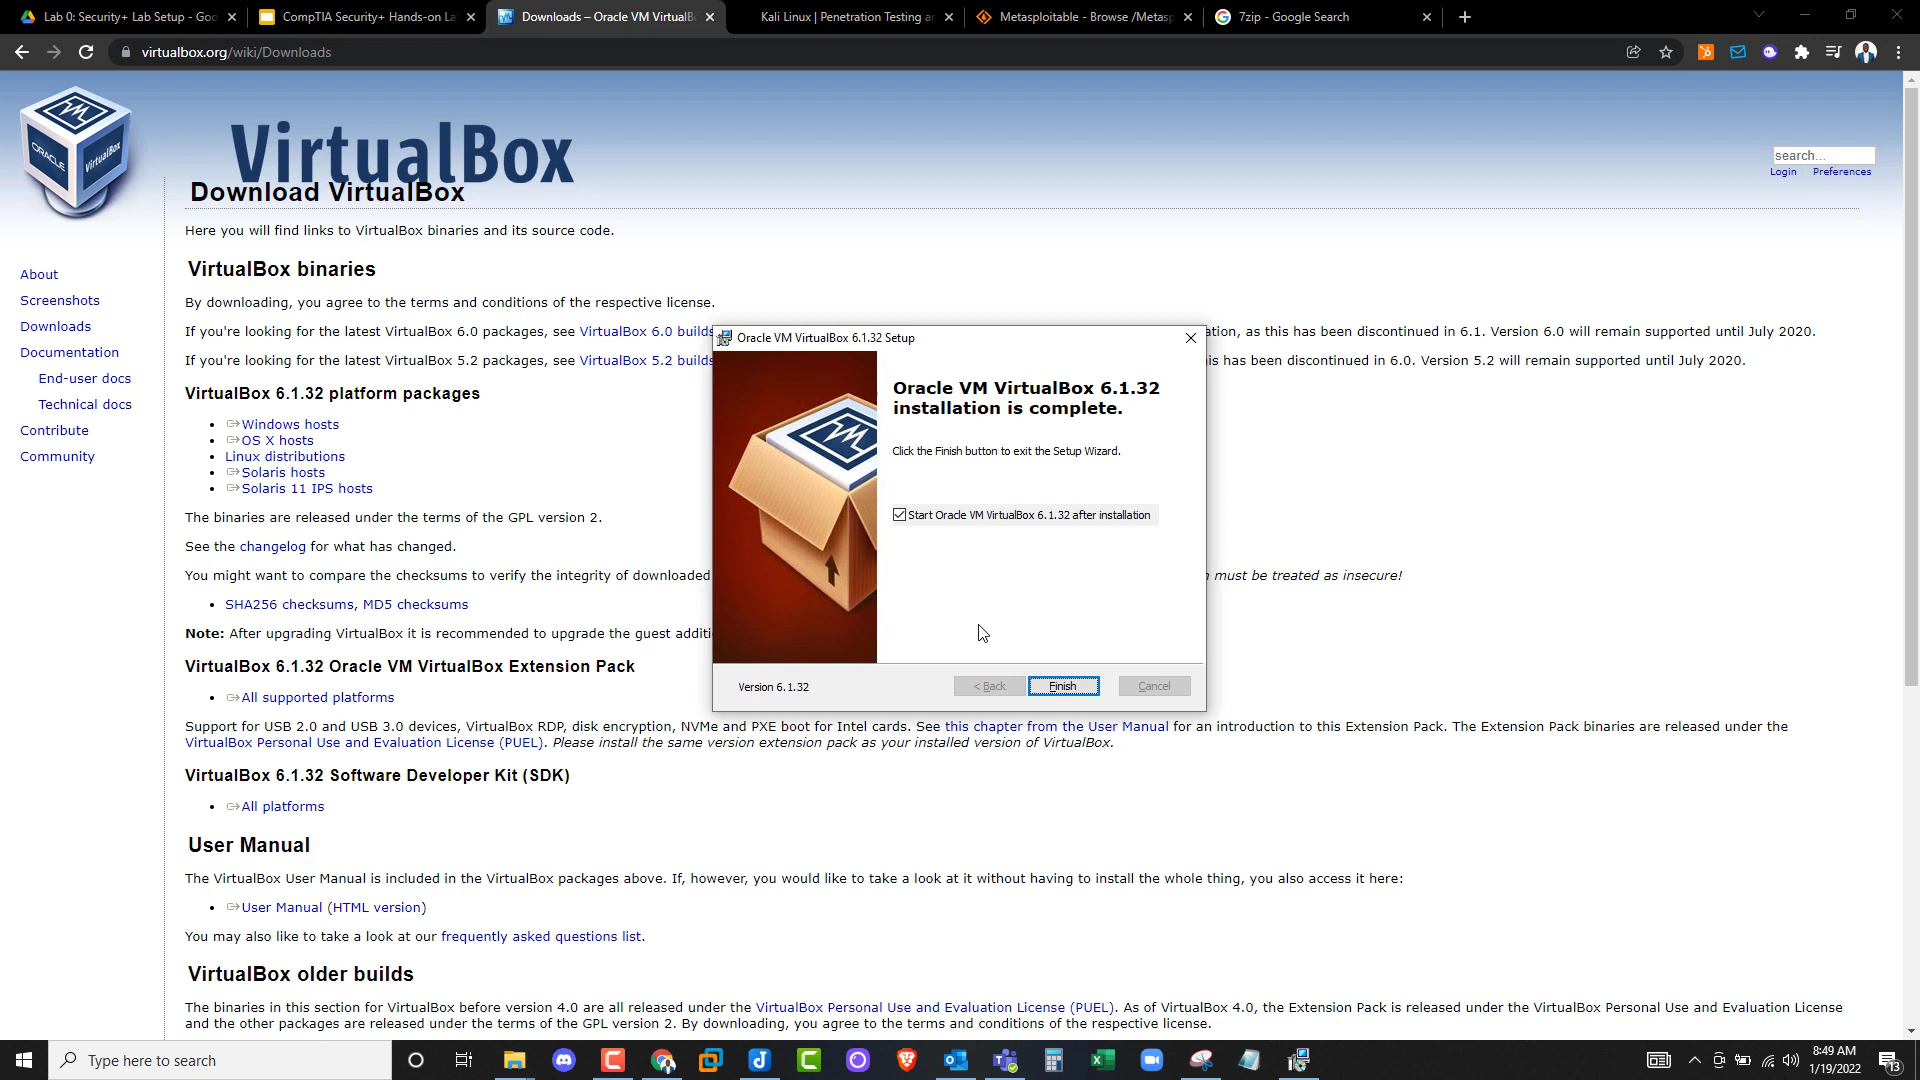 Lab 0: Security+ Lab Setup - Goo
CompTIA Security+ Hands-on La
Downloads – Oracle VM VirtualB
Kali Linux | Penetration Testing a
Metasploitable - Browse /Metasp
7zip - Google Search
virtualbox.org/wiki/Downloads
ORACLE
VirtualBox
VirtualBox
search...
Login Preferences
Download VirtualBox
Here you will find links to VirtualBox binaries and its source code.
About
Screenshots
Downloads
Documentation
End-user docs
Technical docs
Contribute
Community
VirtualBox binaries
By downloading, you agree to the terms and conditions of the respective license.
If you're looking for the latest VirtualBox 6.0 packages, see VirtualBox 6.0 builds ation, as this has been discontinued in 6.1. Version 6.0 will remain supported until July 2020.
If you're looking for the latest VirtualBox 5.2 packages, see VirtualBox 5.2 builds is has been discontinued in 6.0. Version 5.2 will remain supported until July 2020.
VirtualBox 6.1.32 platform packages
Windows hosts
OS X hosts
Linux distributions
Solaris hosts
Solaris 11 IPS hosts
The binaries are released under the terms of the GPL version 2.
See the changelog for what has changed.
You might want to compare the checksums to verify the integrity of downloaded must be treated as insecure!
SHA256 checksums, MD5 checksums
Note: After upgrading VirtualBox it is recommended to upgrade the guest additi
VirtualBox 6.1.32 Oracle VM VirtualBox Extension Pack
All supported platforms
Support for USB 2.0 and USB 3.0 devices, VirtualBox RDP, disk encryption, NVMe and PXE boot for Intel cards. See this chapter from the User Manual for an introduction to this Extension Pack. The Extension Pack binaries are released under the
VirtualBox Personal Use and Evaluation License (PUEL). Please install the same version extension pack as your installed version of VirtualBox.
VirtualBox 6.1.32 Software Developer Kit (SDK)
All platforms
User Manual
The VirtualBox User Manual is included in the VirtualBox packages above. If, however, you would like to take a look at it without having to install the whole thing, you also access it here:
User Manual (HTML version)
You may also like to take a look at our frequently asked questions list.
VirtualBox older builds
The binaries in this section for VirtualBox before version 4.0 are all released under the VirtualBox Personal Use and Evaluation License (PUEL). As of VirtualBox 4.0, the Extension Pack is released under the VirtualBox Personal Use and Evaluation License
and the other packages are released under the terms of the GPL version 2. By downloading, you agree to the terms and conditions of the respective license.
Oracle VM VirtualBox 6.1.32 Setup
Oracle VM VirtualBox 6.1.32
installation is complete.
Click the Finish button to exit the Setup Wizard.
Start Oracle VM VirtualBox 6.1.32 after installation
Version 6.1.32
< Back Finish Cancel
Type here to search
8:49 AM
1/19/2022
13